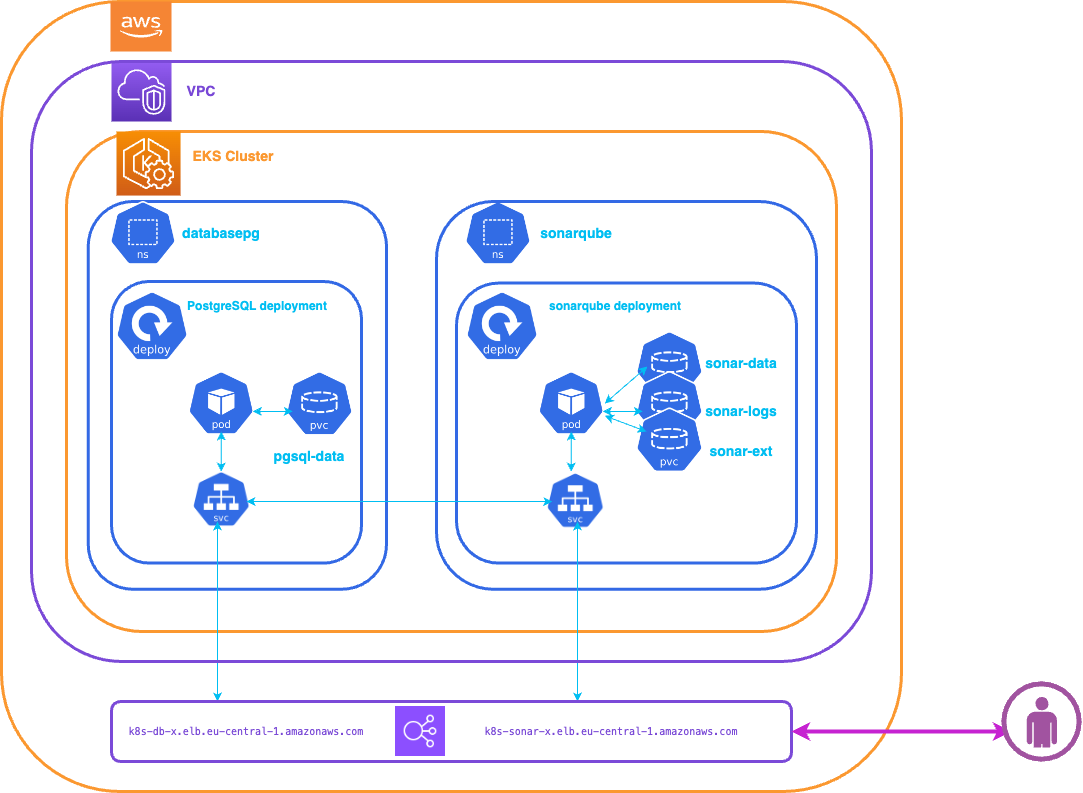 aws
VPC
EKS Cluster
ns
databasepg
ns
sonarqube
deploy
PostgreSQL deployment
deploy
sonarqube deployment
sonar-data
pod
pvc
pod
sonar-logs
pgsql-data
pvc
sonar-ext
svc
svc
k8s-db-x.elb.eu-central-1.amazonaws.com
k8s-sonar-x.elb.eu-central-1.amazonaws.com